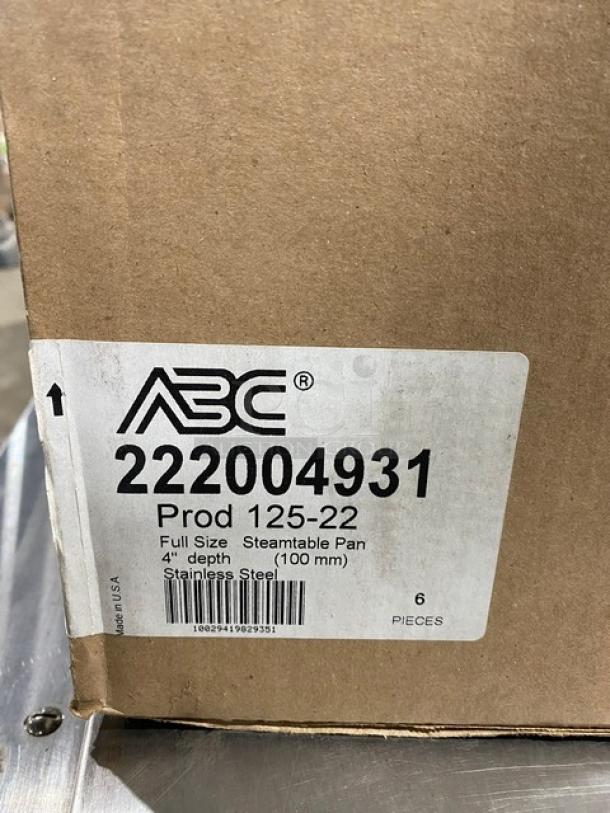 ABC®
222004931
Prod 125-22
Full Size Steamtable Pan
4" depth (100 mm)
Stainless Steel
10029419829351
6
PIECES
Made in U.S.A